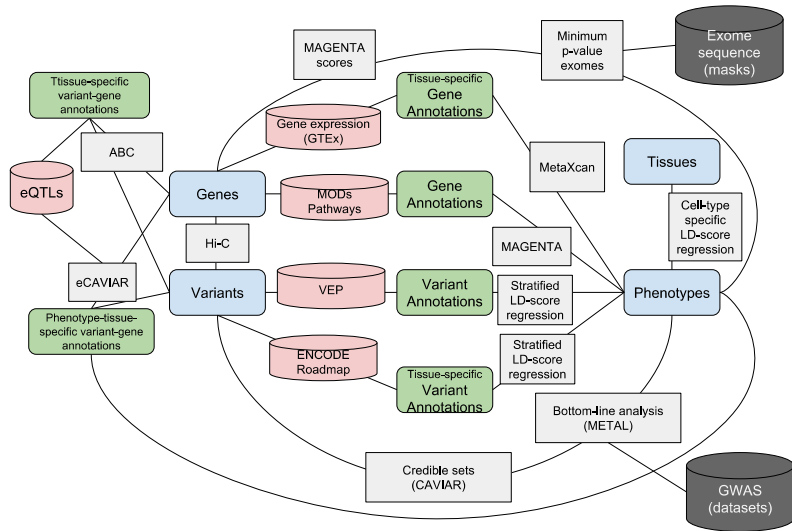 MAGENTA
scores
Minimum
p-value
exomes
Exome
sequence
(masks)
Ttissue-specific
variant-gene
annotations
Tissue-specific
Gene
Annotations
Gene expression
(GTEx)
ABC
eQTLs
Genes
MODs
Pathways
Gene
Annotations
MetaXcan
Tissues
Cell-type
specific
LD-score
regression
Hi-C
MAGENTA
eCAVIAR
Variants
VEP
Variant
Annotations
Stratified
LD-score
regression
Phenotypes
Phenotype-tissue-
specific variant-gene
annotations
ENCODE
Roadmap
Tissue-specific
Variant
Annotations
Stratified
LD-score
regression
Bottom-line analysis
(METAL)
Credible sets
(CAVIAR)
GWAS
(datasets)